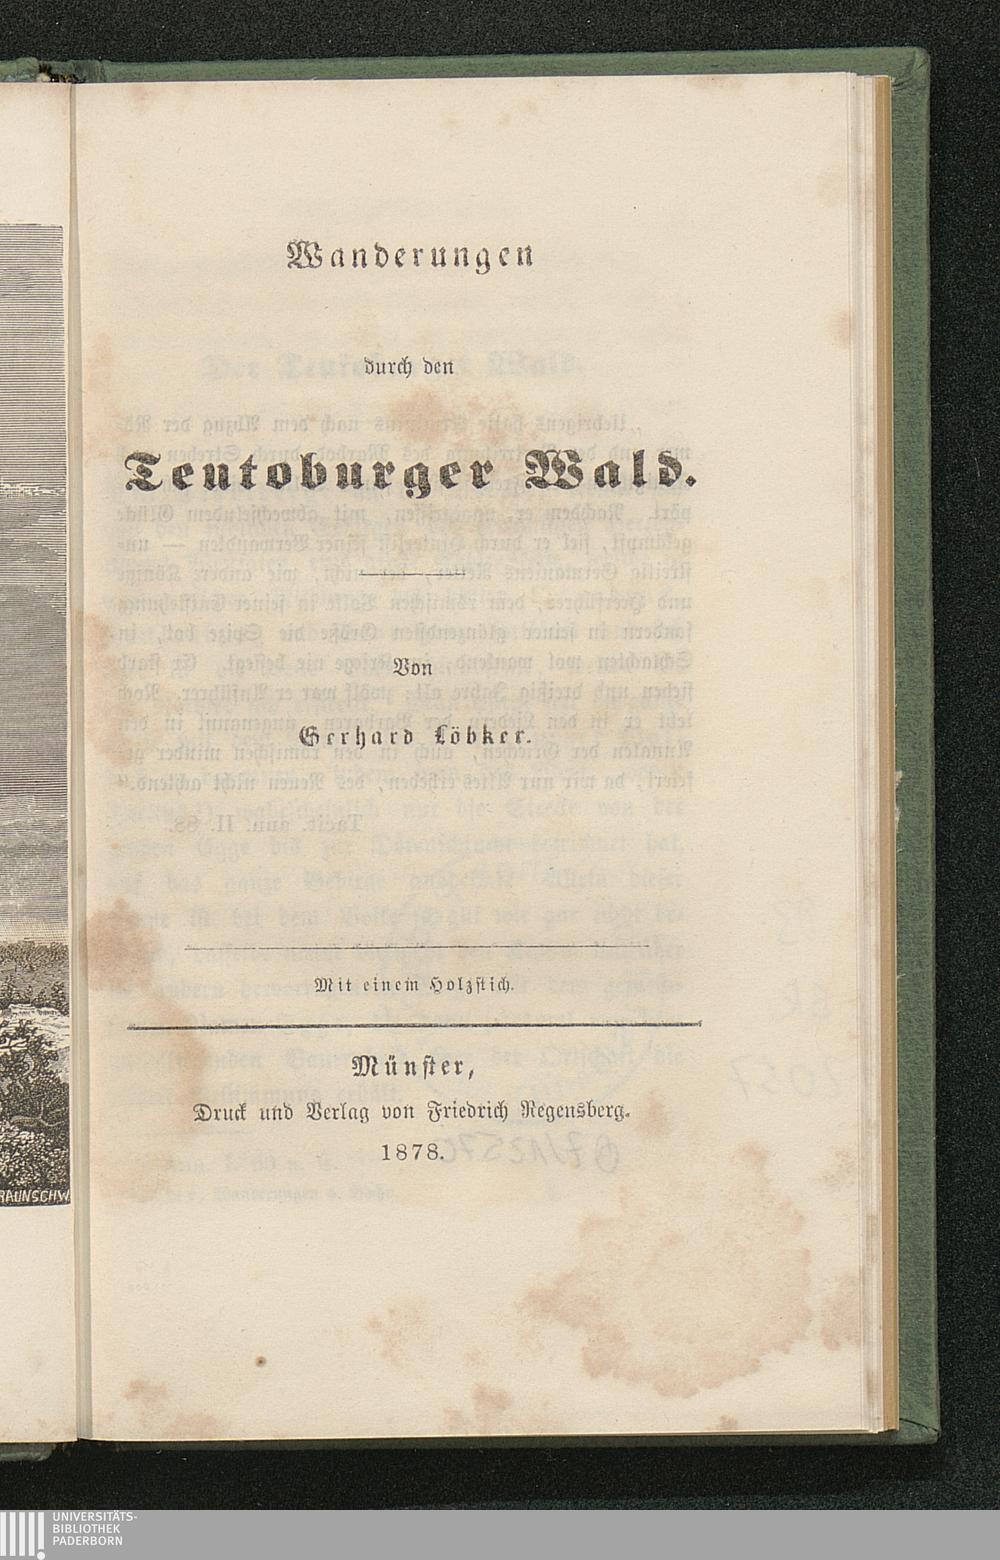 Wanderungen
durch den
Teutoburger Wald.
Von
Gerhard Löbker.
Mit einem Holzstich.
Münster,
Druck und Verlag von Friedrich Regensberg.
1878.
RAUNSCHW
UNIVERSITÄTS-
BIBLIOTHEK
PADERBORN